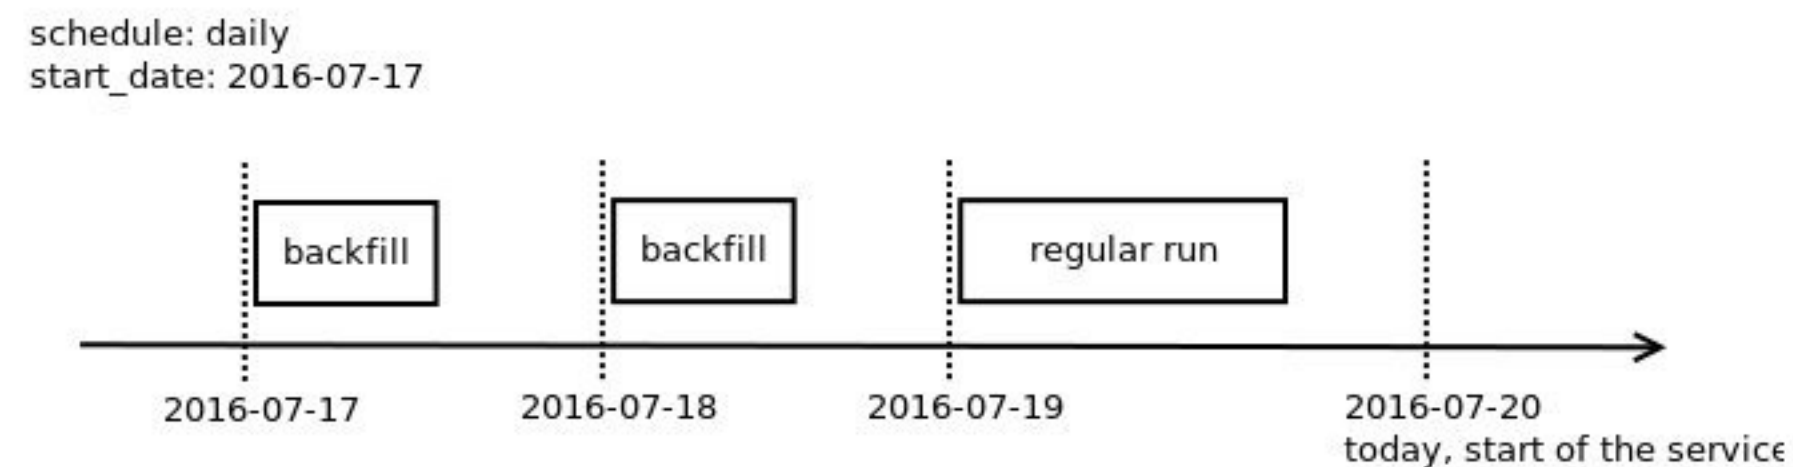 schedule: daily
start_date: 2016-07-17
backfill
backfill
regular run
2016-07-17
2016-07-18
2016-07-19
2016-07-20
today, start of the service